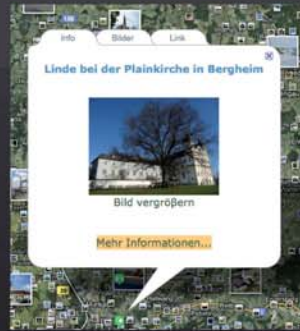 Info
Bilder
Link
Linde bei der Plainkirche in Bergheim
Bild vergrößern
Mehr Informationen...